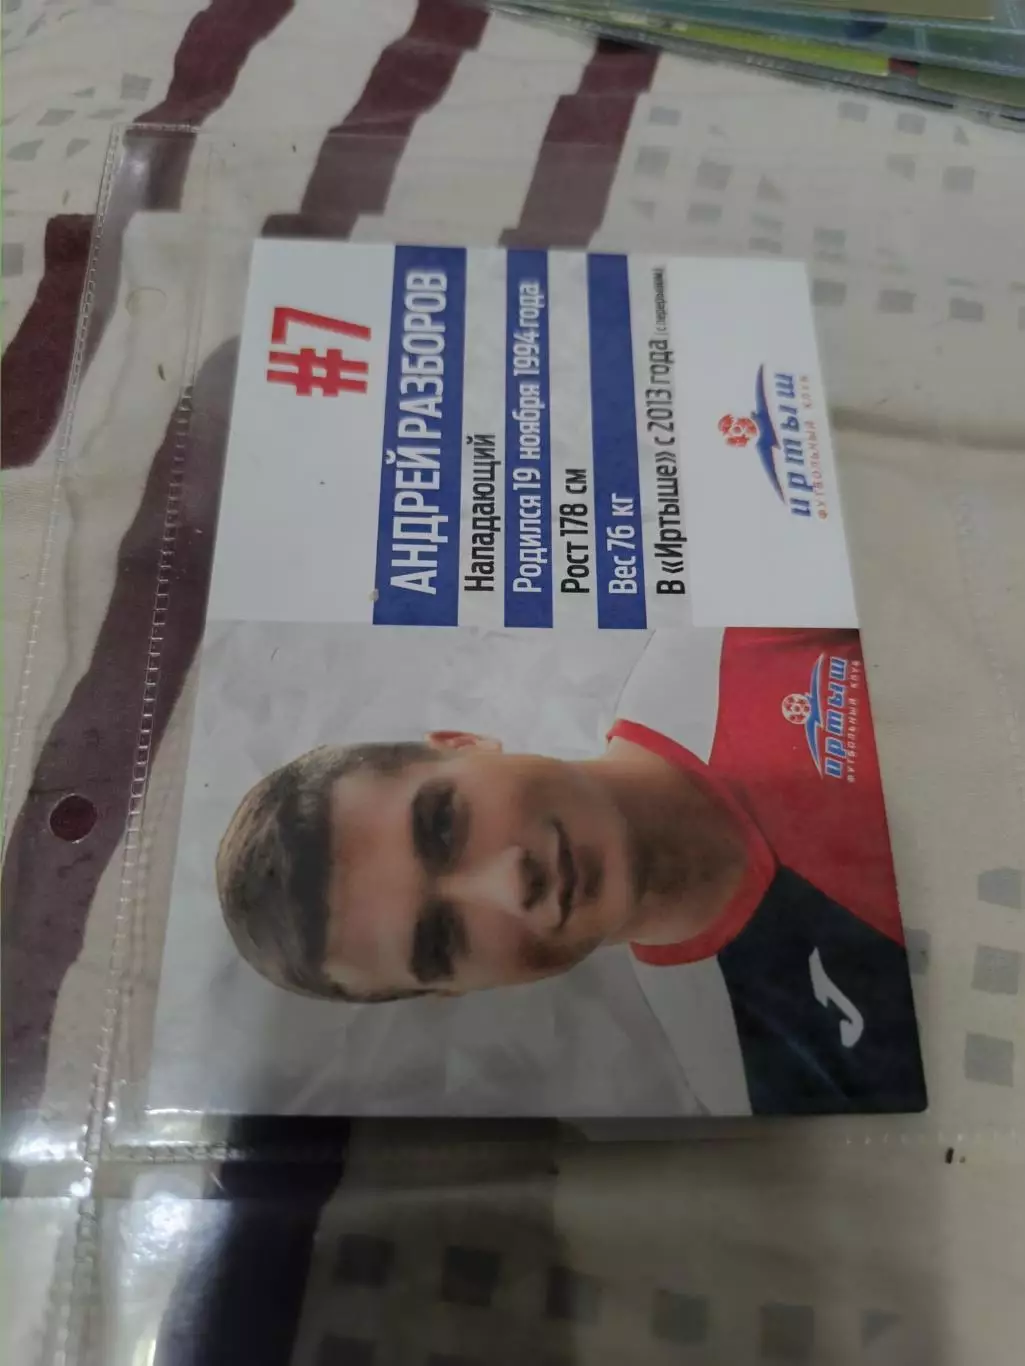 #7
АНДРЕЙ РАЗБОРОВ
Нападающий
Родился 19 ноября 1994 года
Рост 178 см
Вес 76 кг
В «Иртыше» с 2013 года (с перерывом)
иртыш
ФУТБОЛЬНЫЙ КЛУБ
иртыш
ФУТБОЛЬНЫЙ КЛУБ